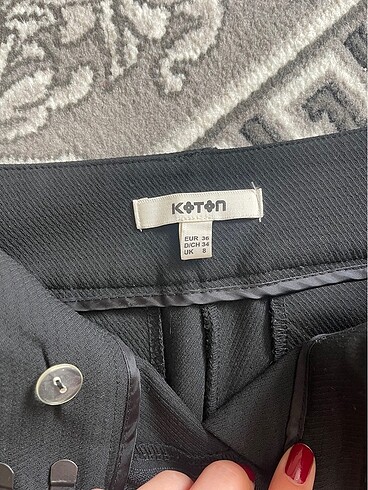 KOTON
EUR 36
D/CH 34
UK 8